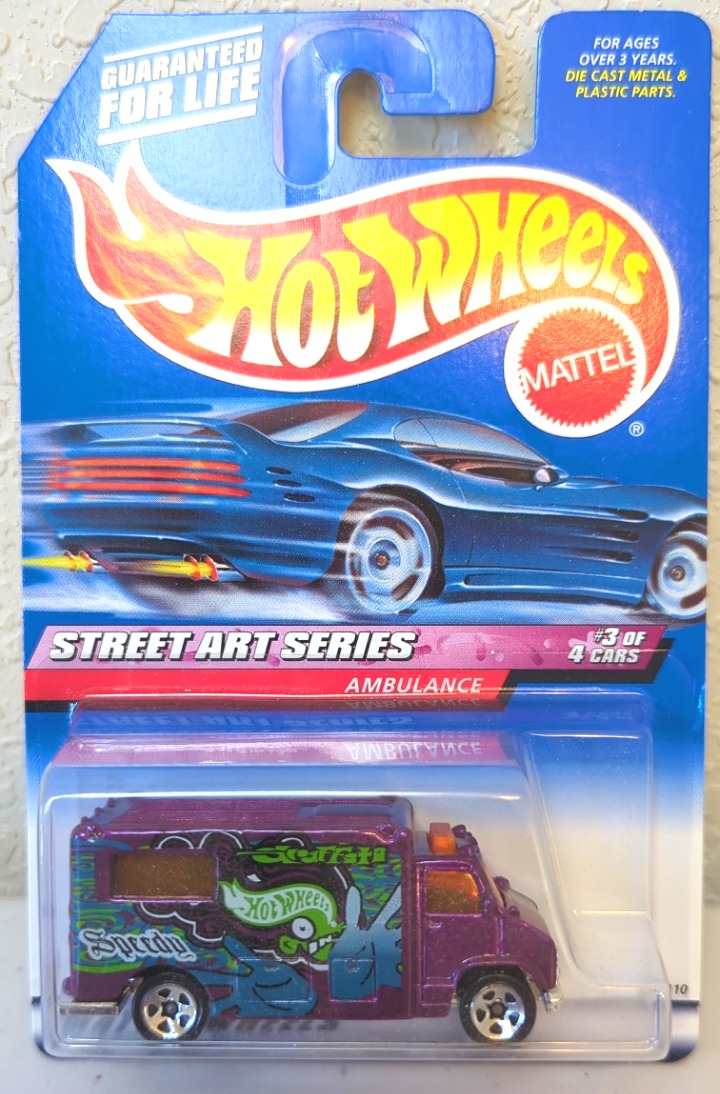 GUARANTEED
FOR LIFE
FOR AGES
OVER 3 YEARS.
DIE CAST METAL &
PLASTIC PARTS.
HOT WHEELS
MATTEL
®
STREET ART SERIES
#3 OF
4 CARS
AMBULANCE
graffiti
HOT WHEELS
Speedy